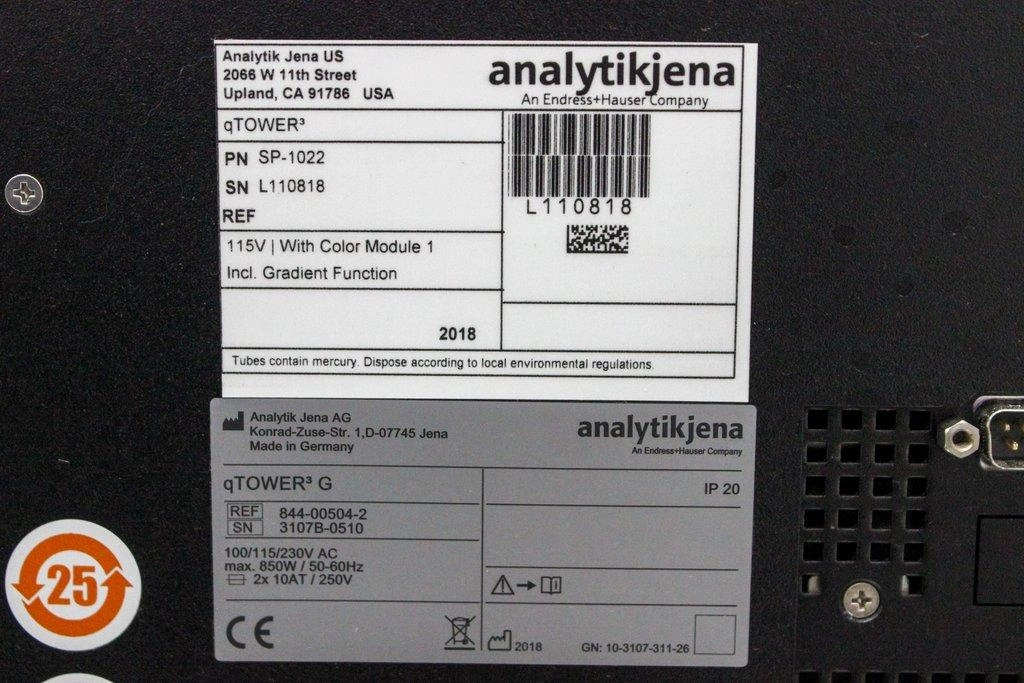 Analytik Jena US
2066 W 11th Street
Upland, CA 91786 USA
analytikjena
An Endress+Hauser Company
qTOWER³
PN SP-1022
SN L110818
REF
L110818
115V | With Color Module 1
Incl. Gradient Function
2018
Tubes contain mercury. Dispose according to local environmental regulations.
Analytik Jena AG
Konrad-Zuse-Str. 1,D-07745 Jena
Made in Germany
analytikjena
An Endress+Hauser Company
qTOWER³ G
IP 20
REF 844-00504-2
SN 3107B-0510
100/115/230V AC
max. 850W / 50-60Hz
2x 10AT / 250V
CE
2018
GN: 10-3107-311-26
25